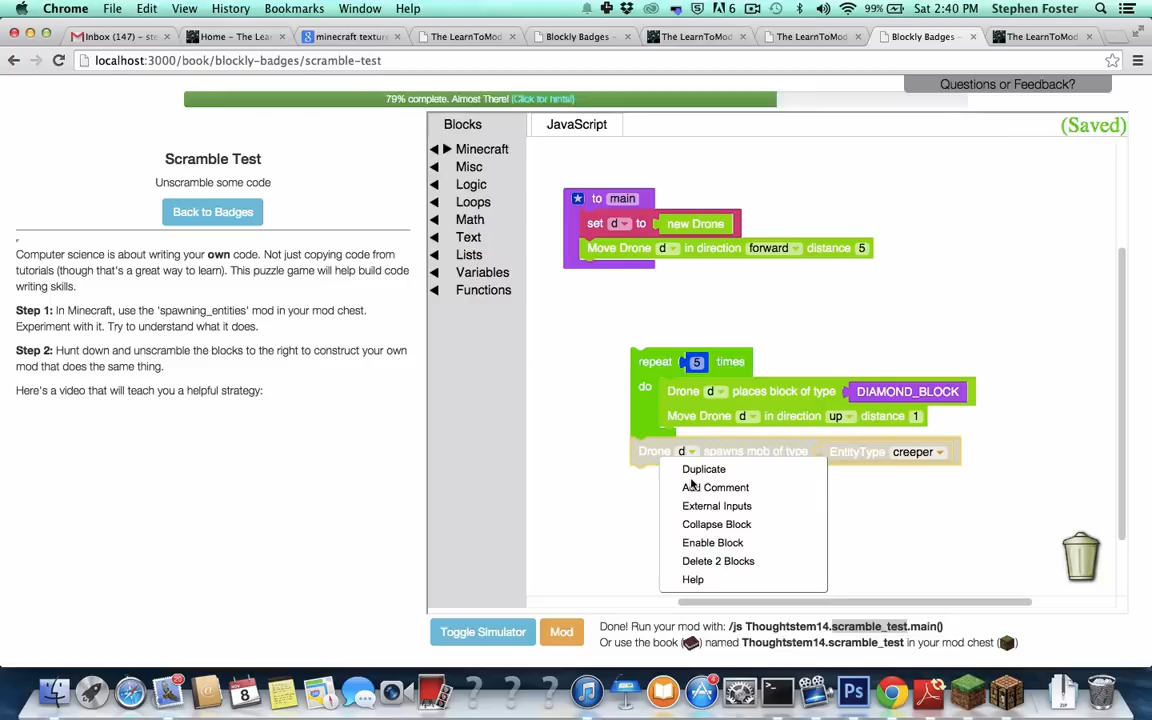 Chrome File Edit View History Bookmarks Window Help 6 99% Sat 2:40 PM Stephen Foster
Inbox (147) - ste Home - The Lea minecraft texture The LearnToMod Blockly Badges - The LearnToMod The LearnToMod Blockly Badges - The LearnToMod
localhost:3000/book/blockly-badges/scramble-test
Questions or Feedback?
79% complete. Almost There! (Click for hints!)
Scramble Test
Unscramble some code
Back to Badges
Computer science is about writing your own code. Not just copying code from
tutorials (though that's a great way to learn). This puzzle game will help build code
writing skills.
Step 1: In Minecraft, use the 'spawning_entities' mod in your mod chest.
Experiment with it. Try to understand what it does.
Step 2: Hunt down and unscramble the blocks to the right to construct your own
mod that does the same thing.
Here's a video that will teach you a helpful strategy:
Blocks JavaScript
(Saved)
Minecraft
Misc
Logic
Loops
Math
Text
Lists
Variables
Functions
to main
set d to new Drone
Move Drone d in direction forward distance 5
repeat 5 times
do Drone d places block of type DIAMOND_BLOCK
Move Drone d in direction up distance 1
Drone d spawns mob of type EntityType creeper
Duplicate
Add Comment
External Inputs
Collapse Block
Enable Block
Delete 2 Blocks
Help
Toggle Simulator Mod
Done! Run your mod with: /js Thoughtstem14.scramble_test.main()
Or use the book ( ) named Thoughtstem14.scramble_test in your mod chest ( )